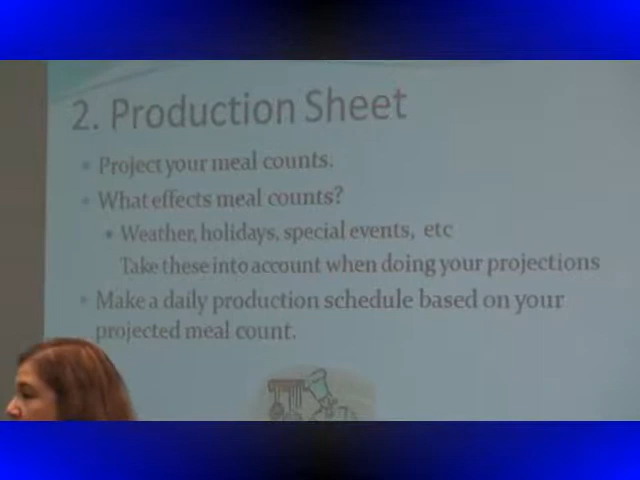 2. Production Sheet
Project your meal counts.
What effects meal counts?
Weather, holidays, special events, etc
Take these into account when doing your projections
Make a daily production schedule based on your
projected meal count.